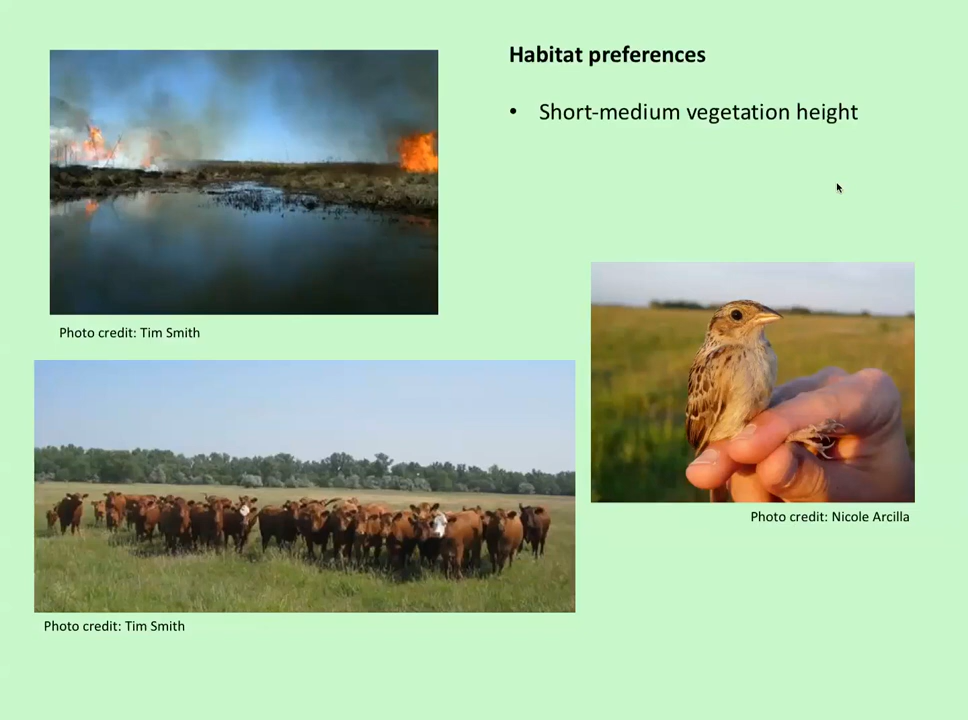 Habitat preferences
• Short-medium vegetation height
Photo credit: Tim Smith
Photo credit: Nicole Arcilla
Photo credit: Tim Smith